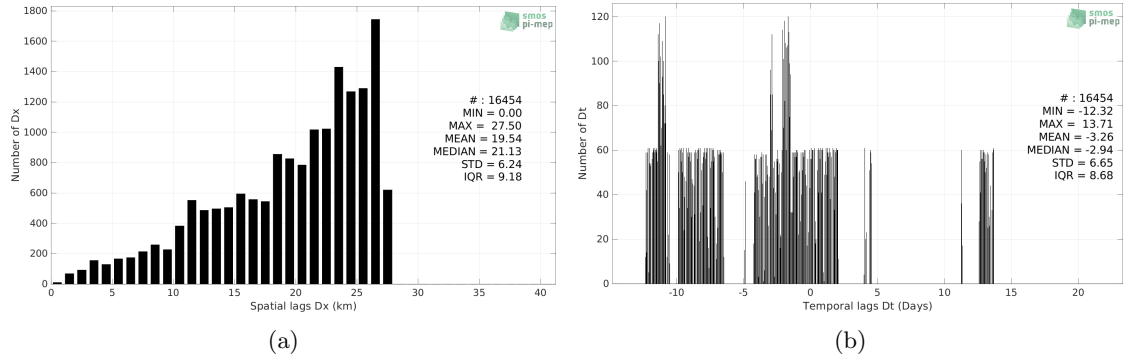 1800
1600
1400
1200
1000
800
600
400
200
0
Number of Dx
0 5 10 15 20 25 30 35 40
Spatial lags Dx (km)
smos
pi-mep
# : 16454
MIN = 0.00
MAX = 27.50
MEAN = 19.54
MEDIAN = 21.13
STD = 6.24
IQR = 9.18
(a)
120
100
80
60
40
20
0
Number of Dt
-10 -5 0 5 10 15 20
Temporal lags Dt (Days)
smos
pi-mep
# : 16454
MIN = -12.32
MAX = 13.71
MEAN = -3.26
MEDIAN = -2.94
STD = 6.65
IQR = 8.68
(b)